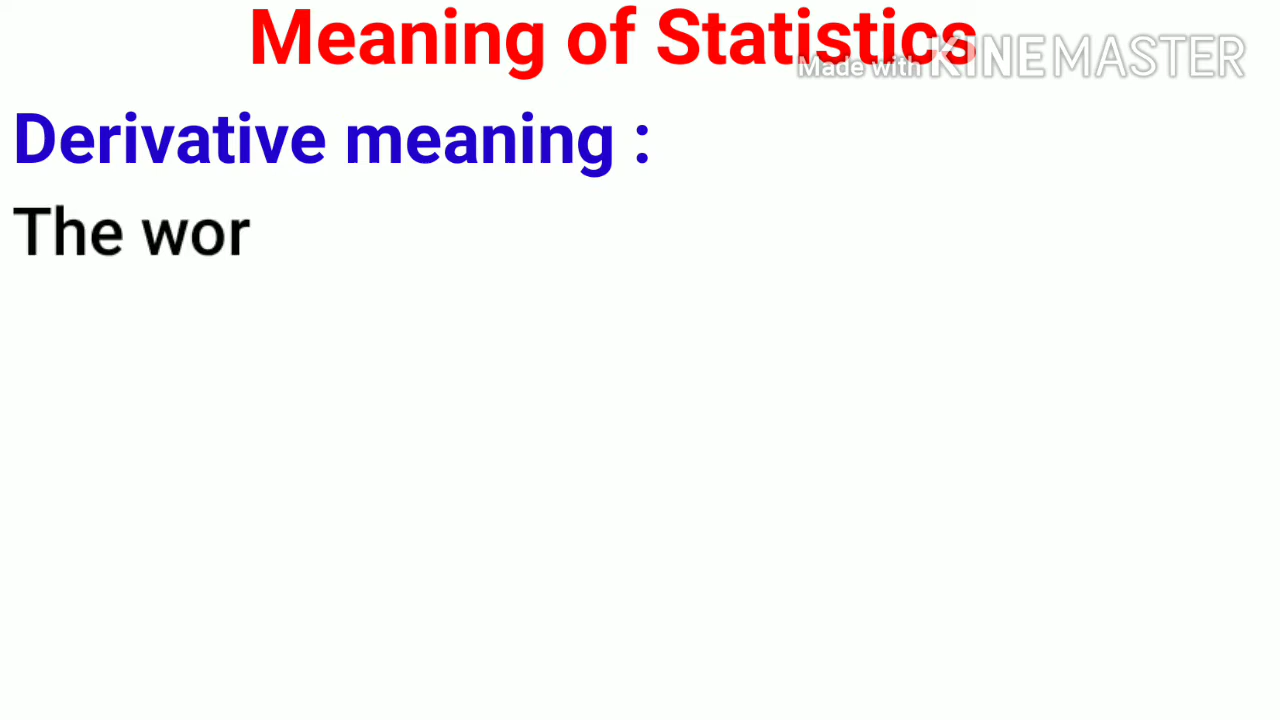 Meaning of Statistics
Made with KINEMASTER
Derivative meaning :
The wor